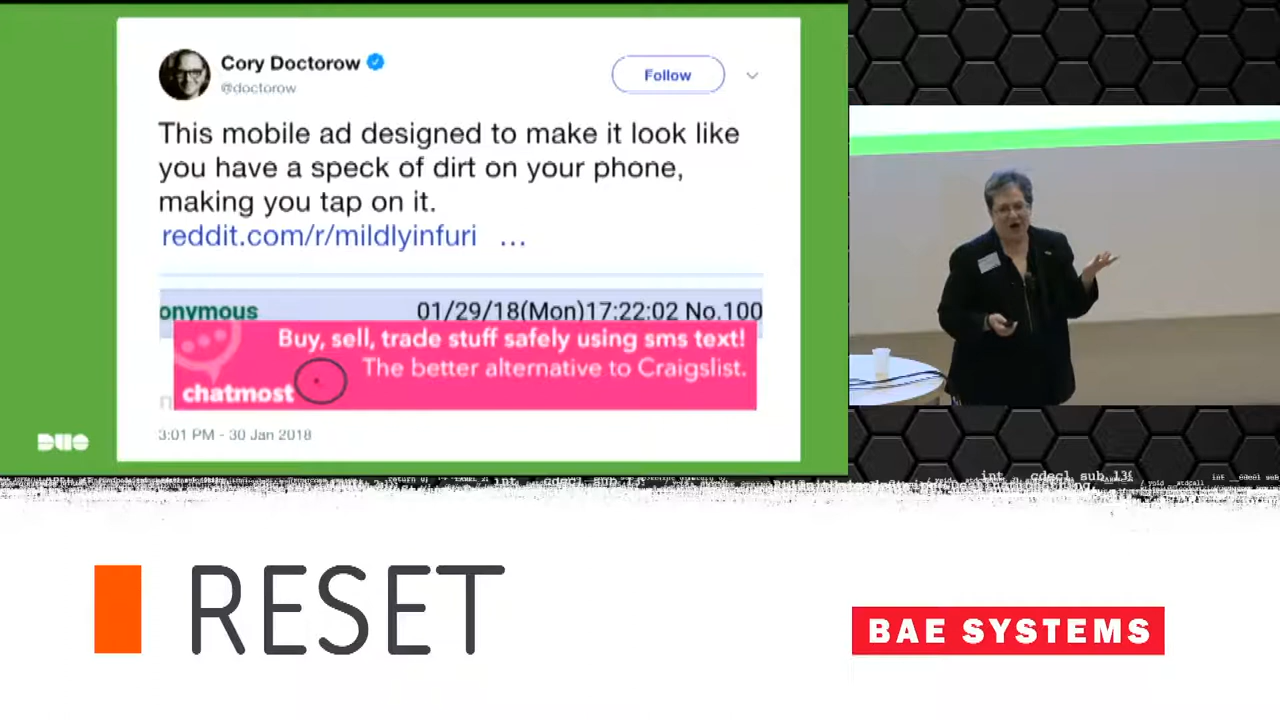 Cory Doctorow
@doctorow
Follow
This mobile ad designed to make it look like
you have a speck of dirt on your phone,
making you tap on it.
reddit.com/r/mildlyinfuri ...
onymous 01/29/18(Mon)17:22:02 No.100
Buy, sell, trade stuff safely using sms text!
The better alternative to Craigslist.
chatmost
3:01 PM - 30 Jan 2018
DUO
int __cdecl sub_13
RESET
BAE SYSTEMS